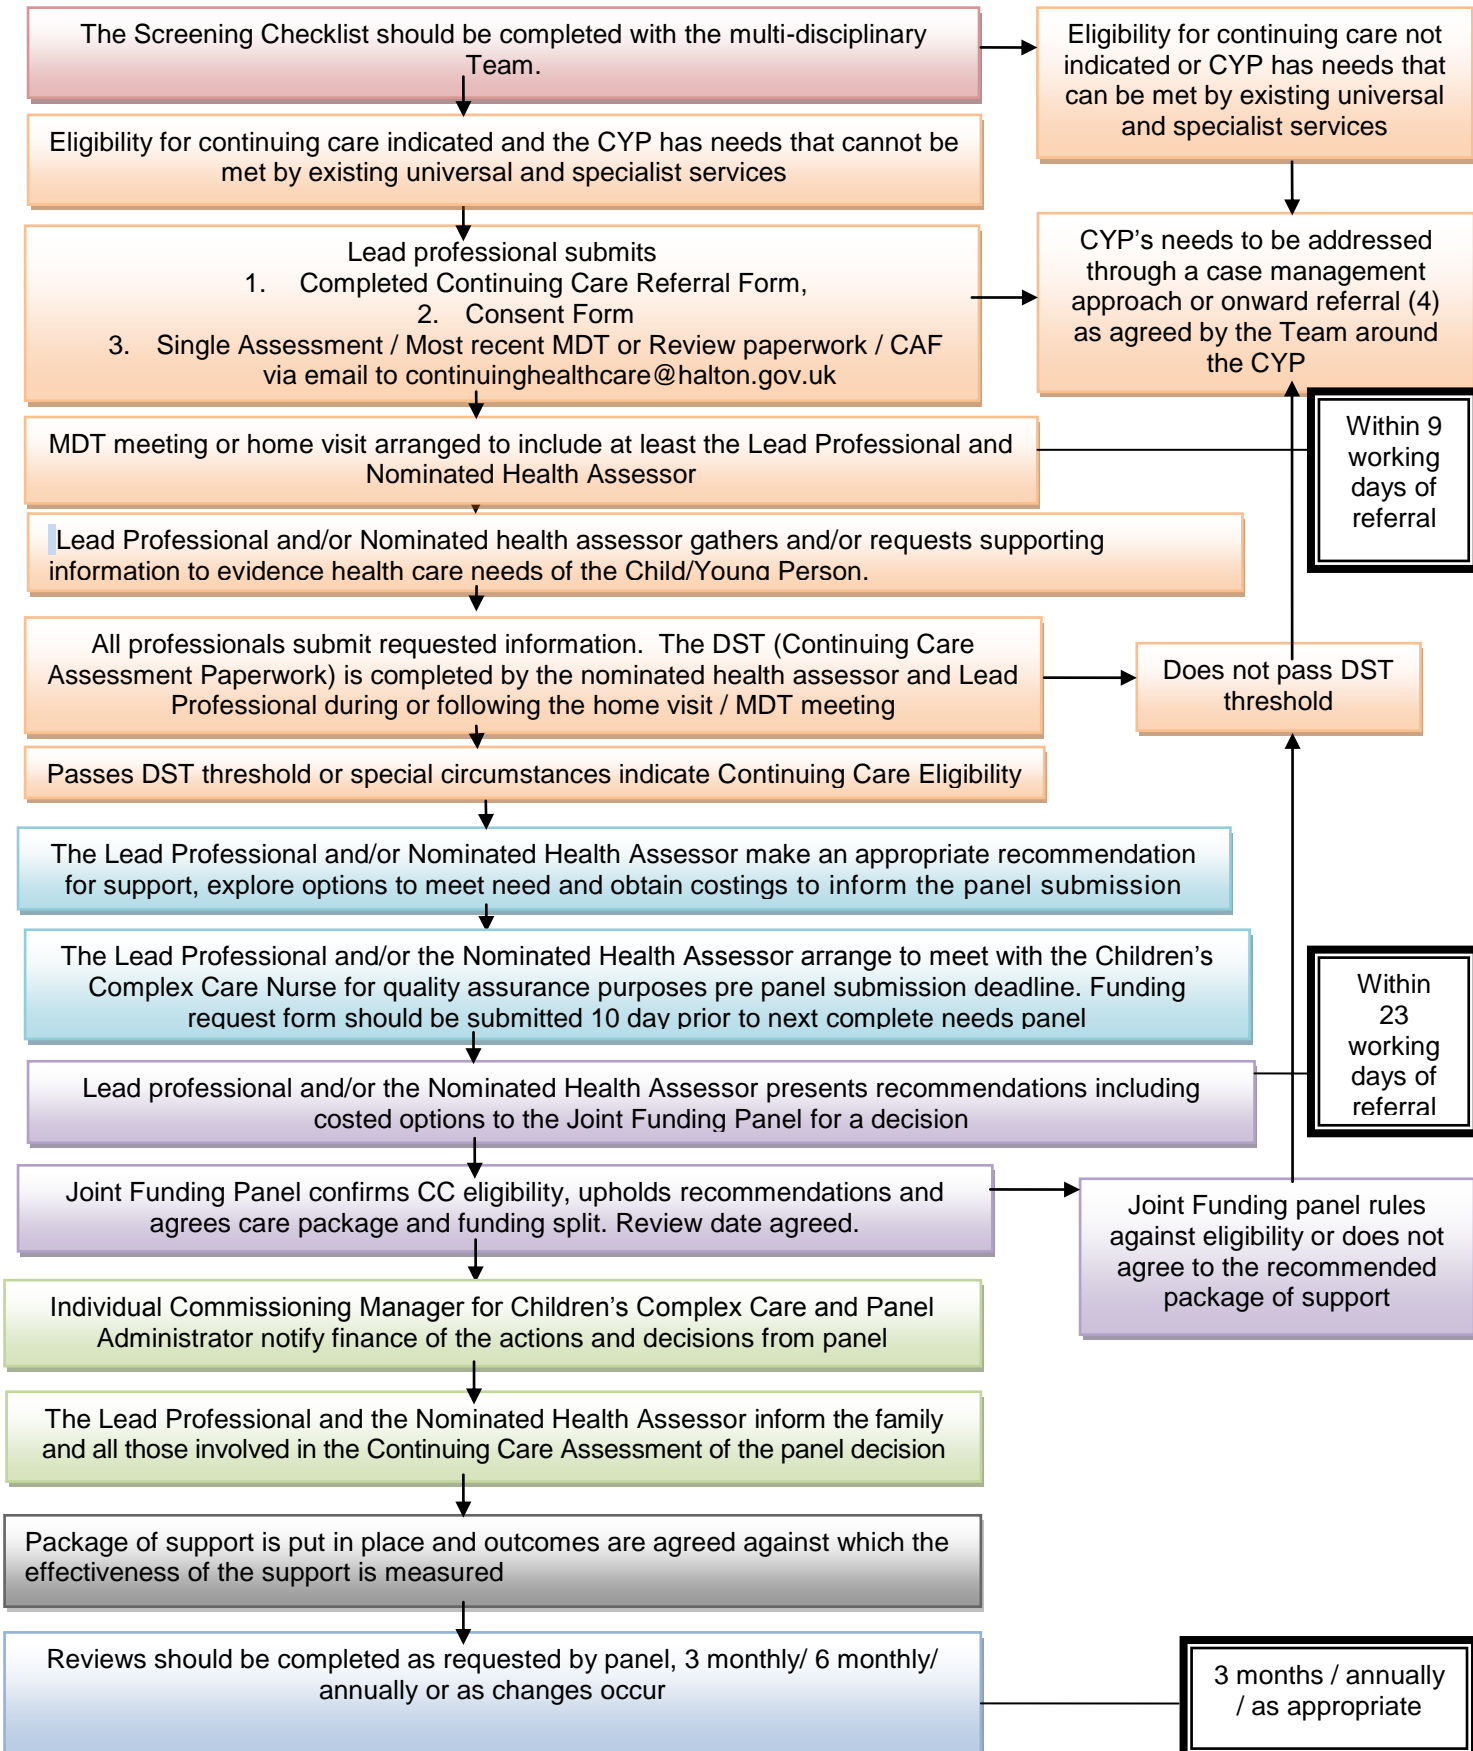 The Screening Checklist should be completed with the multi-disciplinary
Team.
Eligibility for continuing care not
indicated or CYP has needs that
can be met by existing universal
and specialist services
Eligibility for continuing care indicated and the CYP has needs that cannot be
met by existing universal and specialist services
Lead professional submits
1. Completed Continuing Care Referral Form,
2. Consent Form
3. Single Assessment / Most recent MDT or Review paperwork / CAF
via email to continuinghealthcare@halton.gov.uk
CYP's needs to be addressed
through a case management
approach or onward referral (4)
as agreed by the Team around
the CYP
MDT meeting or home visit arranged to include at least the Lead Professional and
Nominated Health Assessor
Within 9
working
days of
referral
Lead Professional and/or Nominated health assessor gathers and/or requests supporting
information to evidence health care needs of the Child/Young Person.
All professionals submit requested information. The DST (Continuing Care
Assessment Paperwork) is completed by the nominated health assessor and Lead
Professional during or following the home visit / MDT meeting
Does not pass DST
threshold
Passes DST threshold or special circumstances indicate Continuing Care Eligibility
The Lead Professional and/or Nominated Health Assessor make an appropriate recommendation
for support, explore options to meet need and obtain costings to inform the panel submission
The Lead Professional and/or the Nominated Health Assessor arrange to meet with the Children's
Complex Care Nurse for quality assurance purposes pre panel submission deadline. Funding
request form should be submitted 10 day prior to next complete needs panel
Within
23
working
days of
referral
Lead professional and/or the Nominated Health Assessor presents recommendations including
costed options to the Joint Funding Panel for a decision
Joint Funding Panel confirms CC eligibility, upholds recommendations and
agrees care package and funding split. Review date agreed.
Joint Funding panel rules
against eligibility or does not
agree to the recommended
package of support
Individual Commissioning Manager for Children's Complex Care and Panel
Administrator notify finance of the actions and decisions from panel
The Lead Professional and the Nominated Health Assessor inform the family
and all those involved in the Continuing Care Assessment of the panel decision
Package of support is put in place and outcomes are agreed against which the
effectiveness of the support is measured
Reviews should be completed as requested by panel, 3 monthly/ 6 monthly/
annually or as changes occur
3 months / annually
/ as appropriate